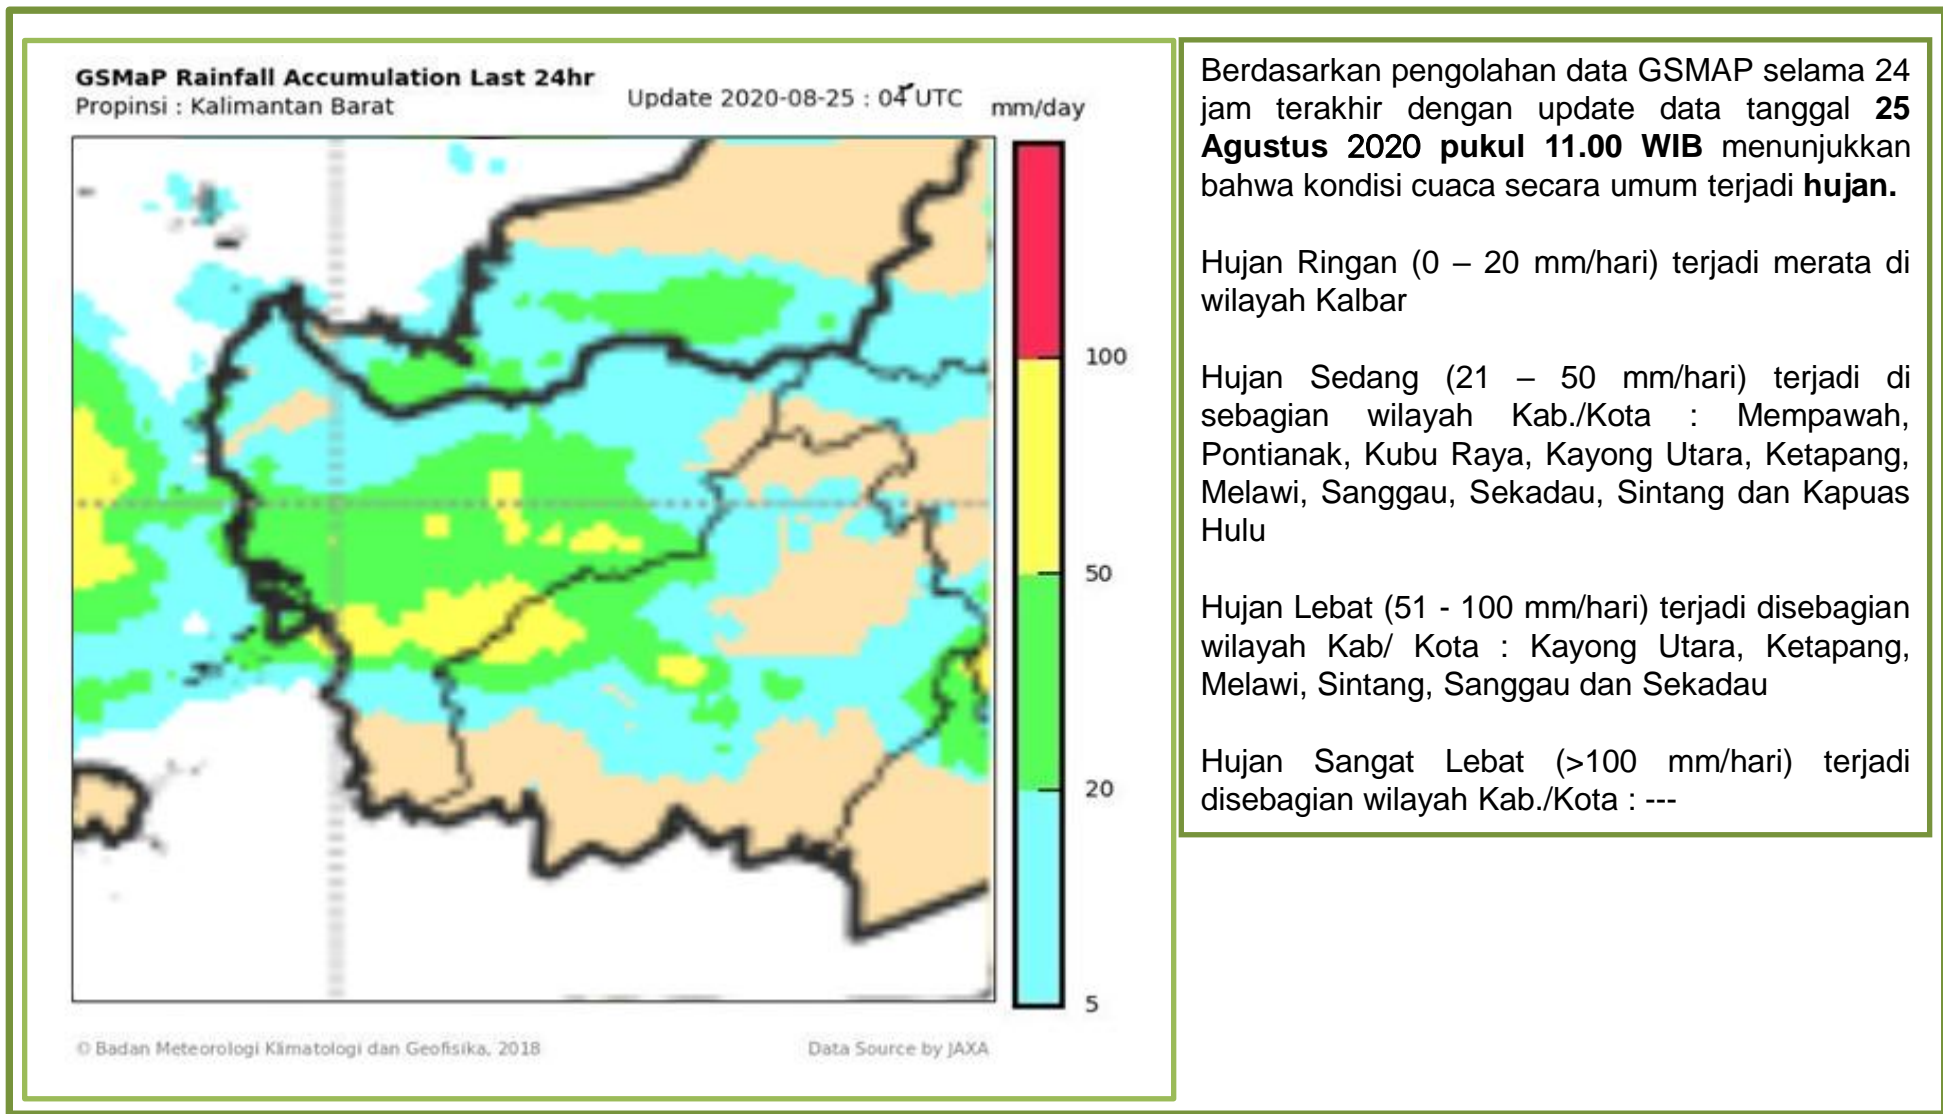 GSMaP Rainfall Accumulation Last 24hr
Propinsi : Kalimantan Barat
Update 2020-08-25 : 04 UTC
mm/day
100
50
20
5
© Badan Meteorologi Klimatologi dan Geofisika, 2018
Data Source by JAXA
Berdasarkan pengolahan data GSMAP selama 24
jam terakhir dengan update data tanggal 25
Agustus 2020 pukul 11.00 WIB menunjukkan
bahwa kondisi cuaca secara umum terjadi hujan.
Hujan Ringan (0 – 20 mm/hari) terjadi merata di
wilayah Kalbar
Hujan Sedang (21 – 50 mm/hari) terjadi di
sebagian wilayah Kab./Kota : Mempawah,
Pontianak, Kubu Raya, Kayong Utara, Ketapang,
Melawi, Sanggau, Sekadau, Sintang dan Kapuas
Hulu
Hujan Lebat (51 - 100 mm/hari) terjadi disebagian
wilayah Kab/ Kota : Kayong Utara, Ketapang,
Melawi, Sintang, Sanggau dan Sekadau
Hujan Sangat Lebat (>100 mm/hari) terjadi
disebagian wilayah Kab./Kota : ---